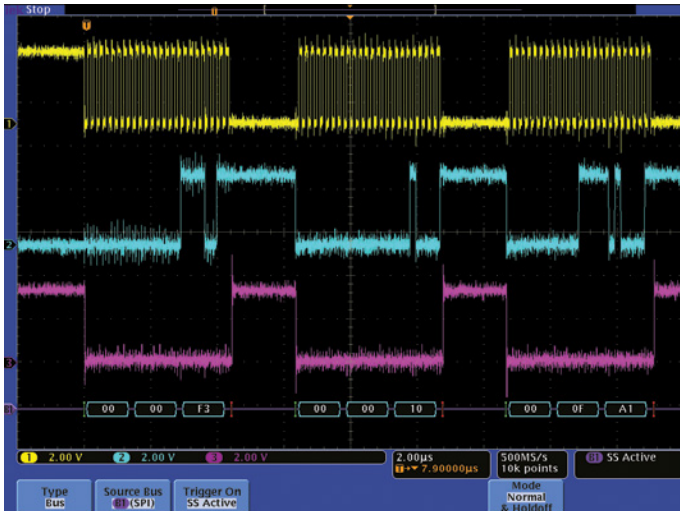 Stop
T
T
1
2
3
B1
00 00 F3 00 00 10 00 0F A1
1 2.00 V 2 2.00 V 3 2.00 V 2.00µs 500MS/s B1 SS Active
T→▼ 7.90000µs 10k points
Type Source Bus Trigger On Mode
Bus B1 (SPI) SS Active Normal
& Holdoff